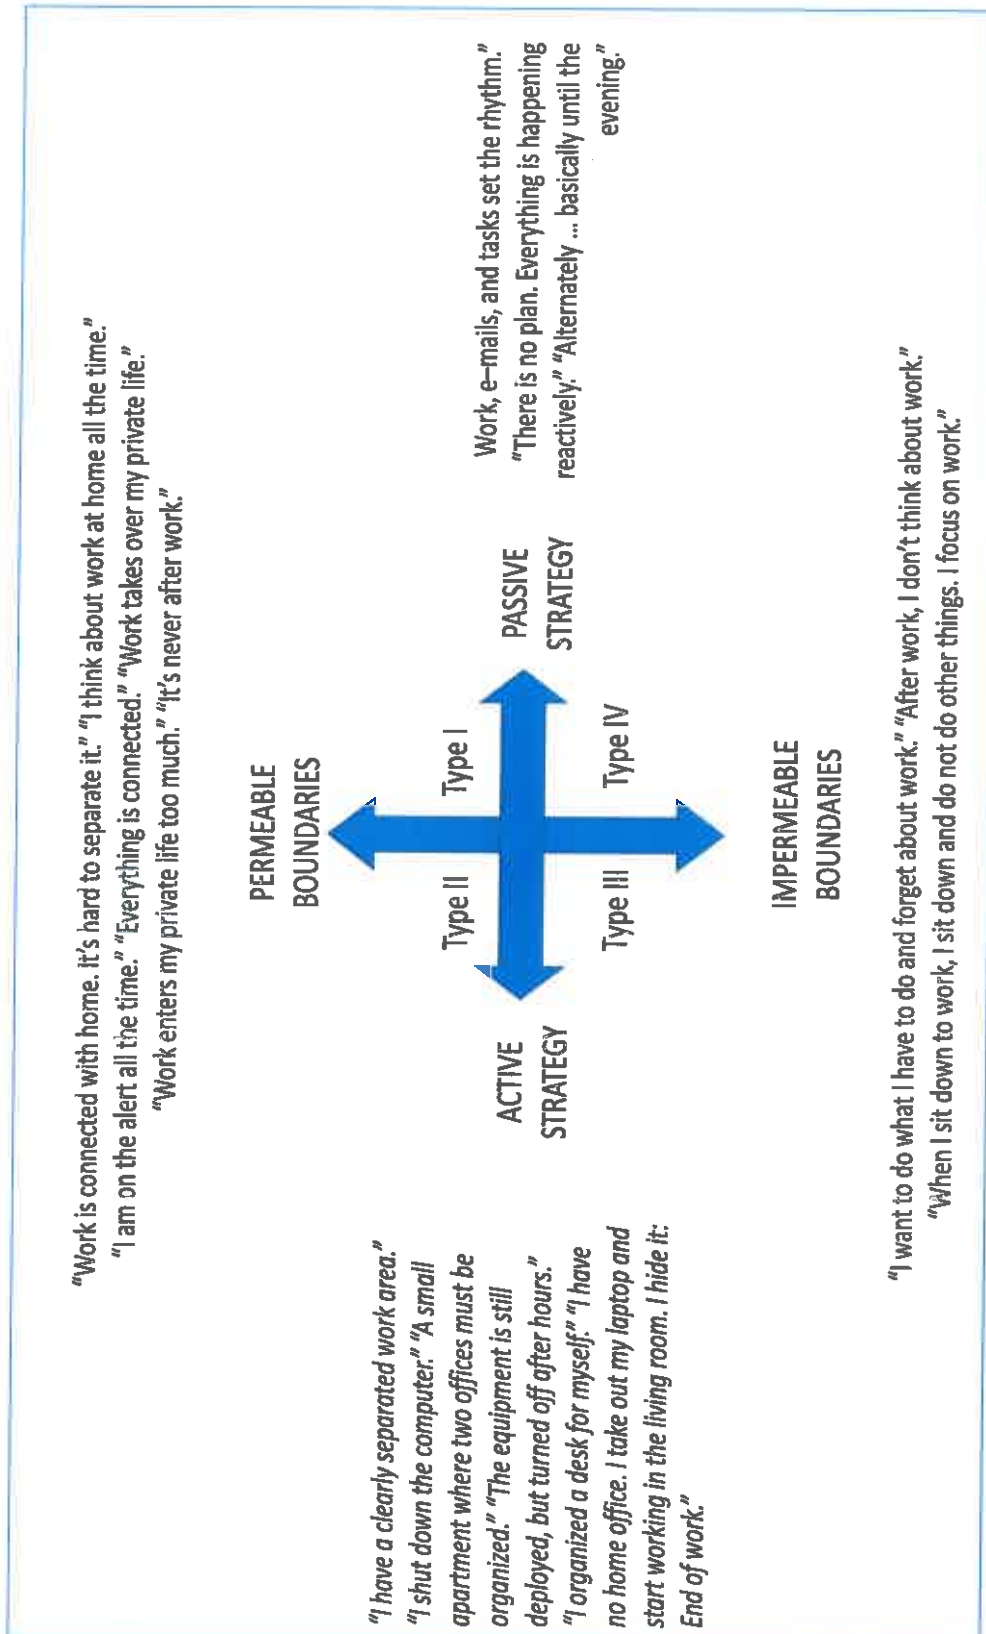 "Work is connected with home. it's hard to separate it." "I think about work at home all the time."
"I am on the alert all the time." "Everything is connected." "Work takes over my private life."
"Work enters my private life too much." "It's never after work."
PERMEABLE
BOUNDARIES
"I have a clearly separated work area."
"I shut down the computer." "A small
apartment where two offices must be
organized." "The equipment is still
deployed, but turned off after hours."
"I organized a desk for myself." "I have
no home office. I take out my laptop and
start working in the living room. I hide it:
End of work."
ACTIVE
STRATEGY
Type II
Type I
Type III
Type IV
PASSIVE
STRATEGY
Work, e–mails, and tasks set the rhythm."
"There is no plan. Everything is happening
reactively." "Alternately ... basically until the
evening."
IMPERMEABLE
BOUNDARIES
"I want to do what I have to do and forget about work." "After work, I don't think about work."
"When I sit down to work, I sit down and do not do other things. I focus on work."